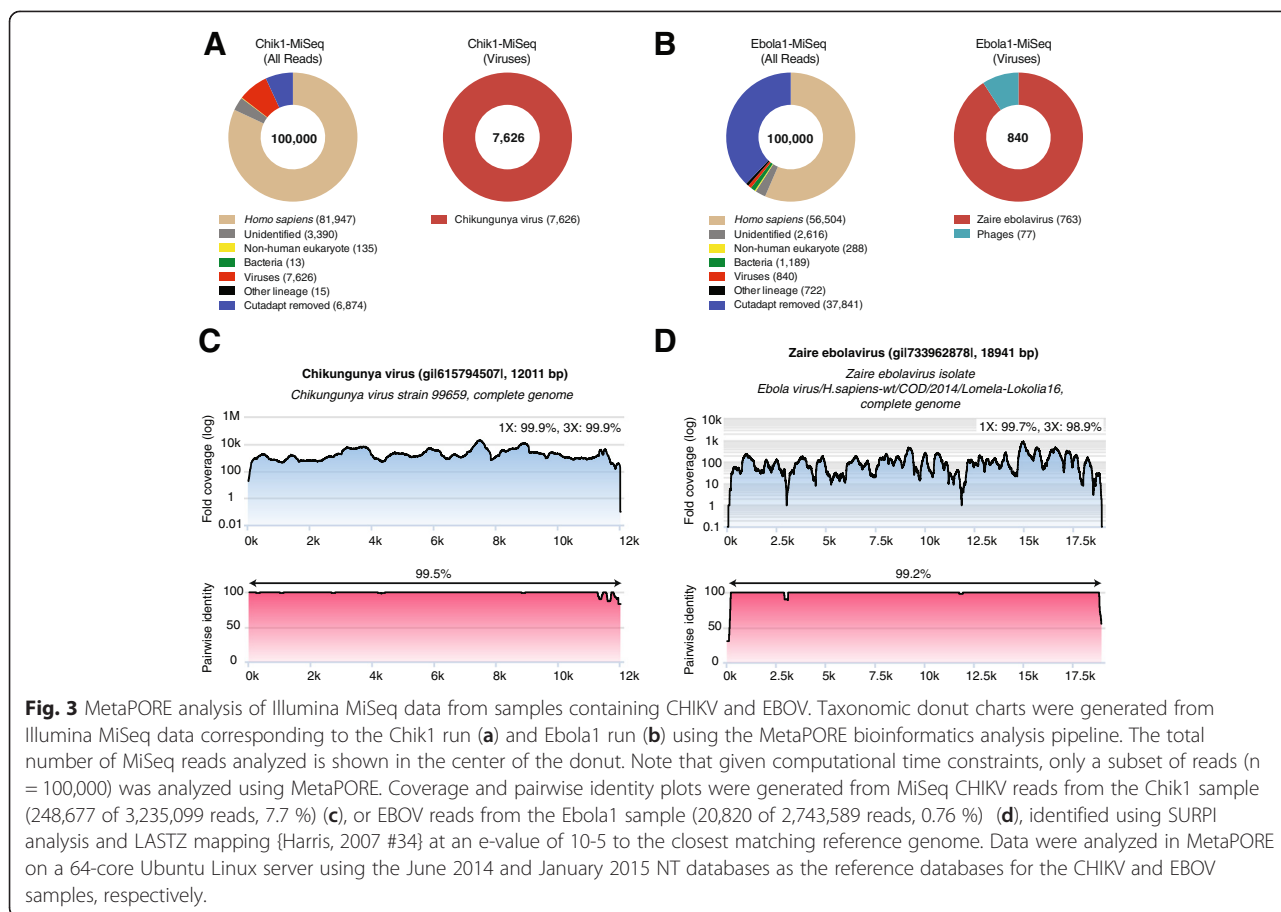 A
Chik1-MiSeq
(All Reads)
100,000
Homo sapiens (81,947)
Unidentified (3,390)
Non-human eukaryote (135)
Bacteria (13)
Viruses (7,626)
Other lineage (15)
Cutadapt removed (6,874)
Chik1-MiSeq
(Viruses)
7,626
Chikungunya virus (7,626)
B
Ebola1-MiSeq
(All Reads)
100,000
Homo sapiens (56,504)
Unidentified (2,616)
Non-human eukaryote (288)
Bacteria (1,189)
Viruses (840)
Other lineage (722)
Cutadapt removed (37,841)
Ebola1-MiSeq
(Viruses)
840
Zaire ebolavirus (763)
Phages (77)
C
Chikungunya virus (gi|615794507|, 12011 bp)
Chikungunya virus strain 99659, complete genome
1X: 99.9%, 3X: 99.9%
Fold coverage (log)
1M
10k
100
1
0.01
0k 2k 4k 6k 8k 10k 12k
99.5%
Pairwise identity
100
50
0
0k 2k 4k 6k 8k 10k 12k
D
Zaire ebolavirus (gi|733962878|, 18941 bp)
Zaire ebolavirus isolate
Ebola virus/H.sapiens-wt/COD/2014/Lomela-Lokolia16,
complete genome
1X: 99.7%, 3X: 98.9%
Fold coverage (log)
10k
1k
100
10
1
0.1
0k 2.5k 5k 7.5k 10k 12.5k 15k 17.5k
99.2%
Pairwise identity
100
50
0
0k 2.5k 5k 7.5k 10k 12.5k 15k 17.5k
Fig. 3 MetaPORE analysis of Illumina MiSeq data from samples containing CHIKV and EBOV. Taxonomic donut charts were generated from
Illumina MiSeq data corresponding to the Chik1 run (a) and Ebola1 run (b) using the MetaPORE bioinformatics analysis pipeline. The total
number of MiSeq reads analyzed is shown in the center of the donut. Note that given computational time constraints, only a subset of reads (n
= 100,000) was analyzed using MetaPORE. Coverage and pairwise identity plots were generated from MiSeq CHIKV reads from the Chik1 sample
(248,677 of 3,235,099 reads, 7.7 %) (c), or EBOV reads from the Ebola1 sample (20,820 of 2,743,589 reads, 0.76 %) (d), identified using SURPI
analysis and LASTZ mapping {Harris, 2007 #34} at an e-value of 10-5 to the closest matching reference genome. Data were analyzed in MetaPORE
on a 64-core Ubuntu Linux server using the June 2014 and January 2015 NT databases as the reference databases for the CHIKV and EBOV
samples, respectively.